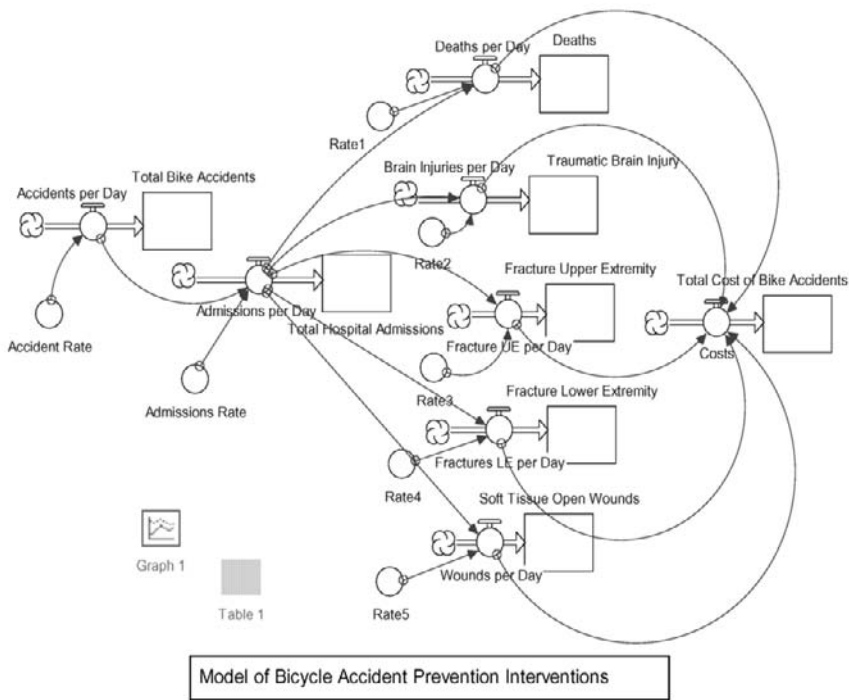 Deaths per Day
Deaths
Rate1
Brain Injuries per Day
Traumatic Brain Injury
Rate2
Accidents per Day
Total Bike Accidents
Accident Rate
Admissions per Day
Total Hospital Admissions
Admissions Rate
Fracture Upper Extremity
Fracture UE per Day
Rate3
Total Cost of Bike Accidents
Costs
Fracture Lower Extremity
Fractures LE per Day
Rate4
Soft Tissue Open Wounds
Wounds per Day
Rate5
Graph 1
Table 1
Model of Bicycle Accident Prevention Interventions